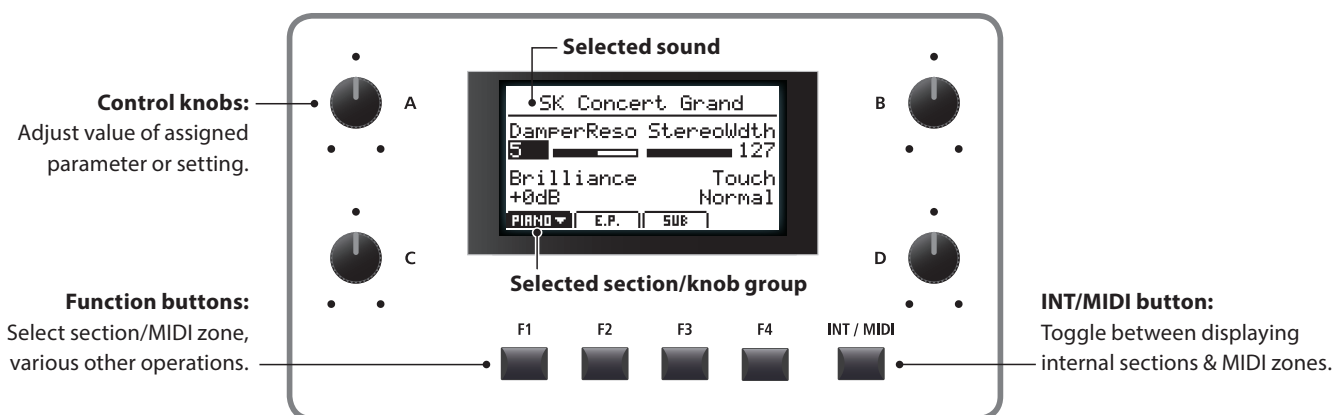 Selected sound
Control knobs:
Adjust value of assigned
parameter or setting.
A
B
SK Concert Grand
DamperReso StereoWdth
5 127
Brilliance Touch
+0dB Normal
PIANO E.P. SUB
C
D
Selected section/knob group
Function buttons:
Select section/MIDI zone,
various other operations.
F1 F2 F3 F4 INT / MIDI
INT/MIDI button:
Toggle between displaying
internal sections & MIDI zones.